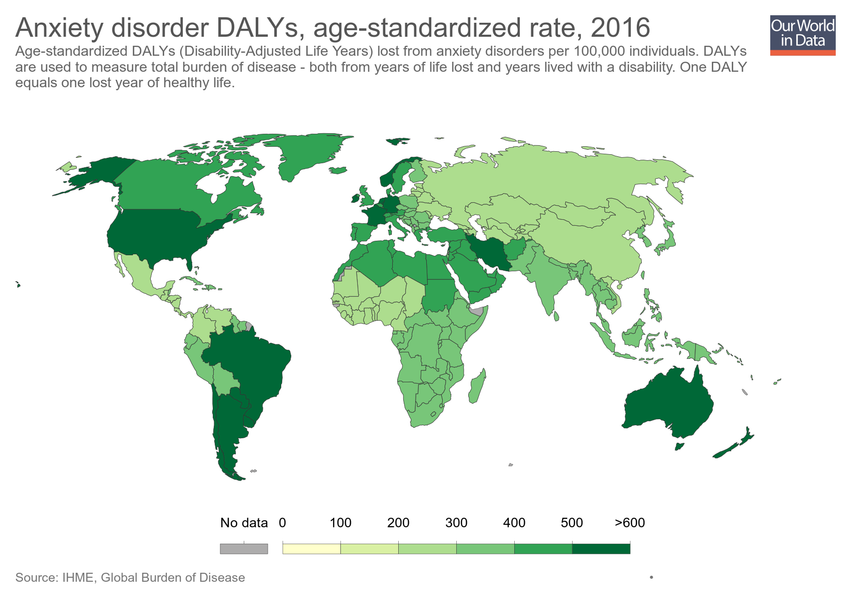 Anxiety disorder DALYs, age-standardized rate, 2016
Our World
in Data
Age-standardized DALYs (Disability-Adjusted Life Years) lost from anxiety disorders per 100,000 individuals. DALYs
are used to measure total burden of disease - both from years of life lost and years lived with a disability. One DALY
equals one lost year of healthy life.
No data 0 100 200 300 400 500 >600
Source: IHME, Global Burden of Disease